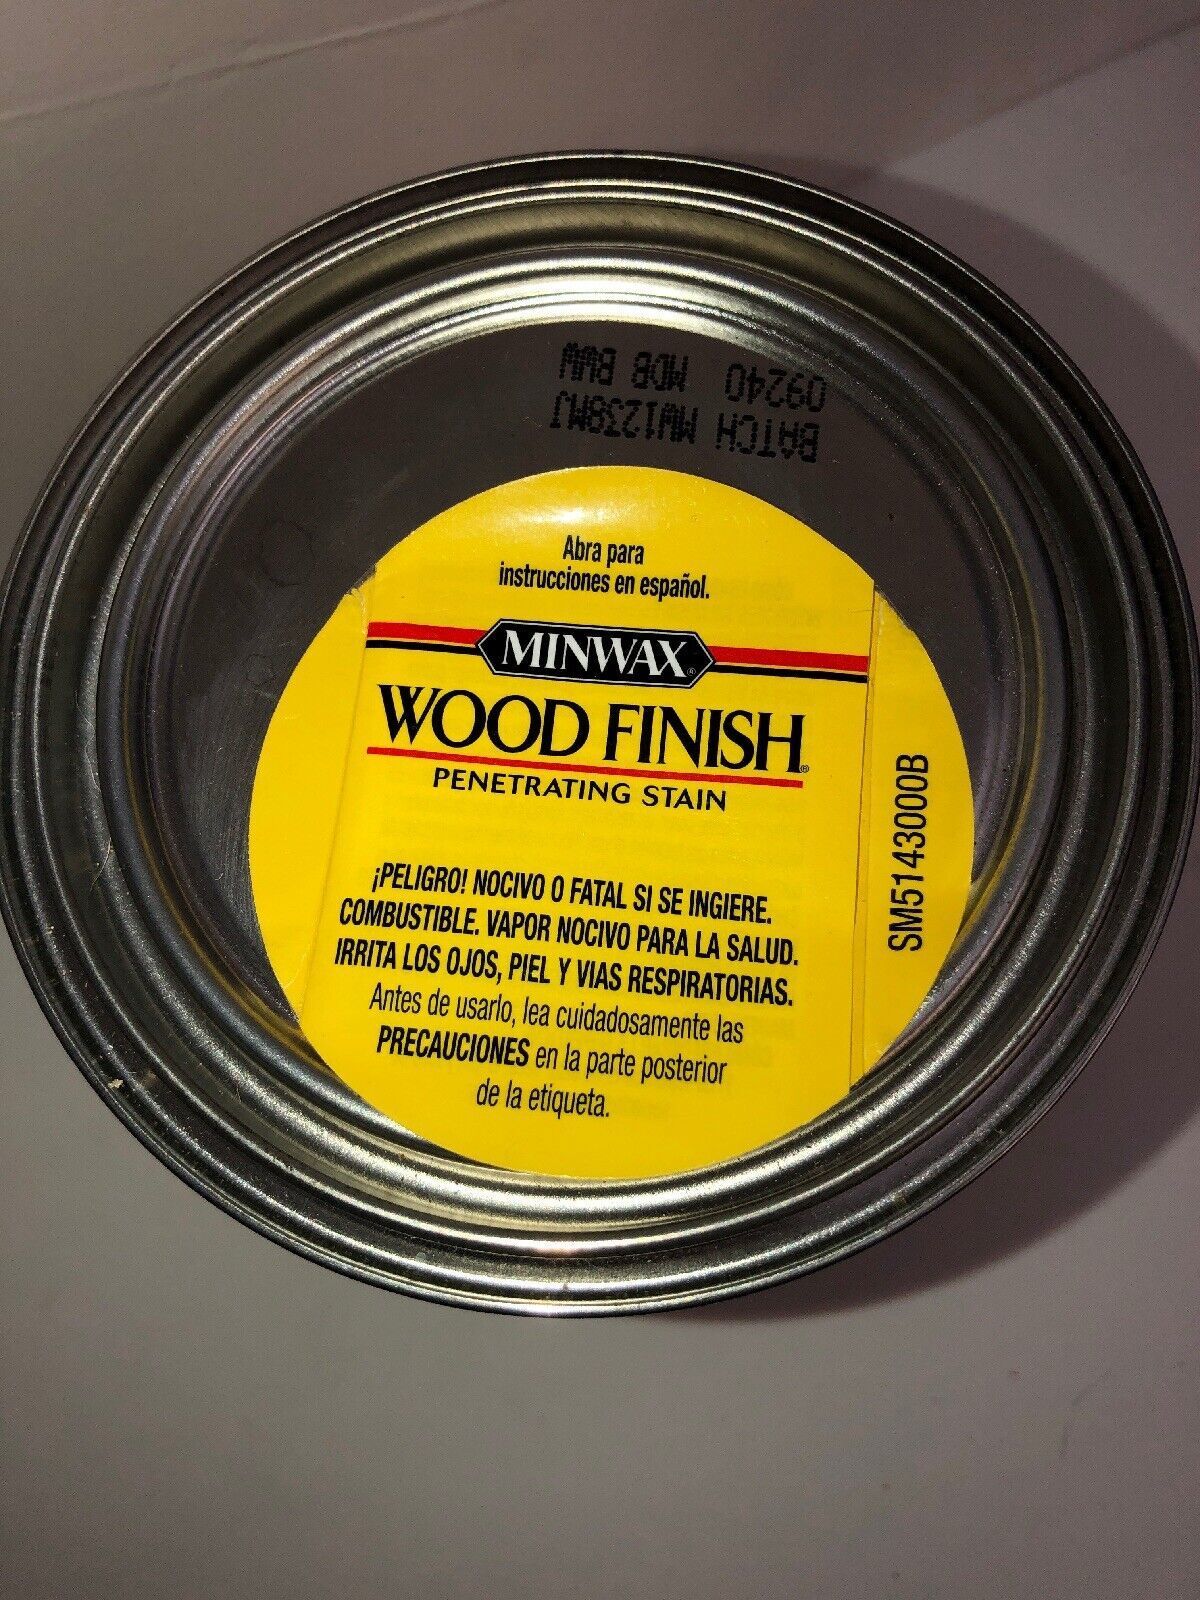 BATCH MW1238MJ
09240 MDB BWW
Abra para
instrucciones en español.
MINWAX®
WOOD FINISH®
PENETRATING STAIN
¡PELIGRO! NOCIVO O FATAL SI SE INGIERE.
COMBUSTIBLE. VAPOR NOCIVO PARA LA SALUD.
IRRITA LOS OJOS, PIEL Y VIAS RESPIRATORIAS.
Antes de usarlo, lea cuidadosamente las
PRECAUCIONES en la parte posterior
de la etiqueta.
SM5143000B